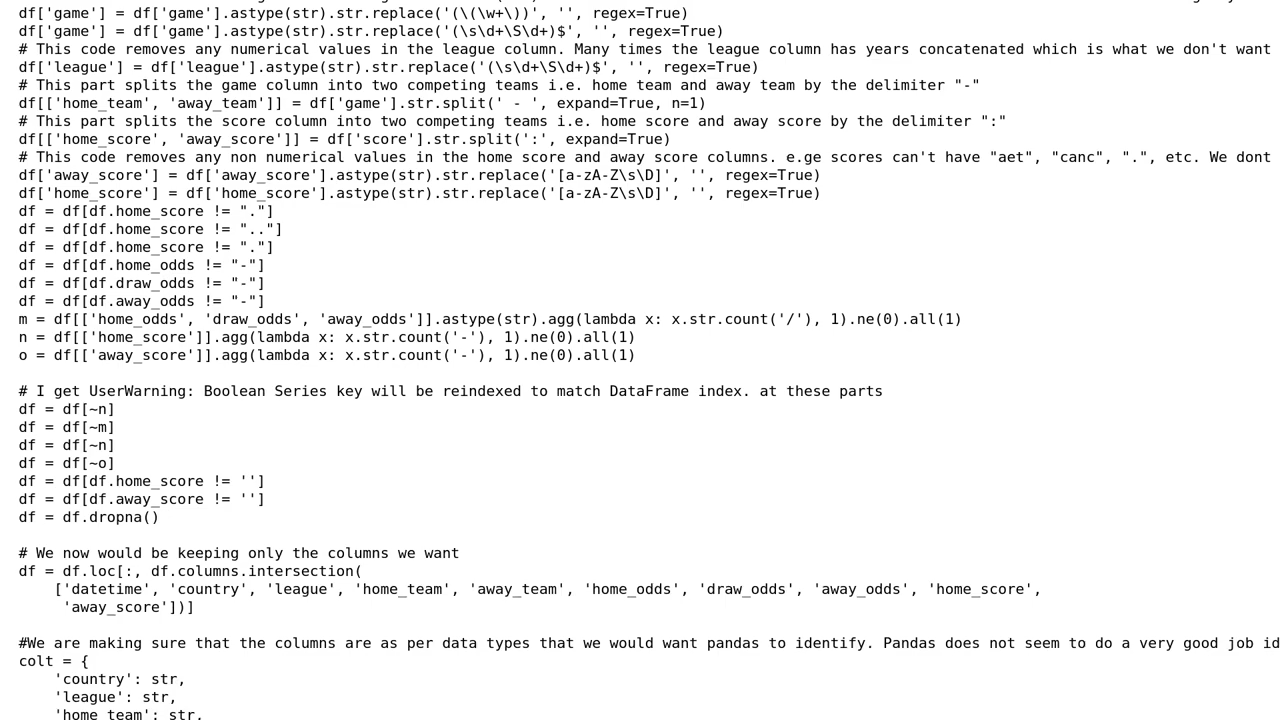 df['game'] = df['game'].astype(str).str.replace('(\(\w+\))', '', regex=True)
df['game'] = df['game'].astype(str).str.replace('(\s\d+\S\d+)$', '', regex=True)
# This code removes any numerical values in the league column. Many times the league column has years concatenated which is what we don't want
df['league'] = df['league'].astype(str).str.replace('(\s\d+\S\d+)$', '', regex=True)
# This part splits the game column into two competing teams i.e. home team and away team by the delimiter "-"
df[['home_team', 'away_team']] = df['game'].str.split(' - ', expand=True, n=1)
# This part splits the score column into two competing teams i.e. home score and away score by the delimiter ":"
df[['home_score', 'away_score']] = df['score'].str.split(':', expand=True)
# This code removes any non numerical values in the home score and away score columns. e.ge scores can't have "aet", "canc", ".", etc. We dont
df['away_score'] = df['away_score'].astype(str).str.replace('[a-zA-Z\s\D]', '', regex=True)
df['home_score'] = df['home_score'].astype(str).str.replace('[a-zA-Z\s\D]', '', regex=True)
df = df[df.home_score != "."]
df = df[df.home_score != ".."]
df = df[df.home_score != "."]
df = df[df.home_odds != "-"]
df = df[df.draw_odds != "-"]
df = df[df.away_odds != "-"]
m = df[['home_odds', 'draw_odds', 'away_odds']].astype(str).agg(lambda x: x.str.count('/'), 1).ne(0).all(1)
n = df[['home_score']].agg(lambda x: x.str.count('-'), 1).ne(0).all(1)
o = df[['away_score']].agg(lambda x: x.str.count('-'), 1).ne(0).all(1)
# I get UserWarning: Boolean Series key will be reindexed to match DataFrame index. at these parts
df = df[~n]
df = df[~m]
df = df[~n]
df = df[~o]
df = df[df.home_score != '']
df = df[df.away_score != '']
df = df.dropna()
# We now would be keeping only the columns we want
df = df.loc[:, df.columns.intersection(
['datetime', 'country', 'league', 'home_team', 'away_team', 'home_odds', 'draw_odds', 'away_odds', 'home_score',
'away_score'])]
#We are making sure that the columns are as per data types that we would want pandas to identify. Pandas does not seem to do a very good job id
colt = {
'country': str,
'league': str,
'home_team': str,